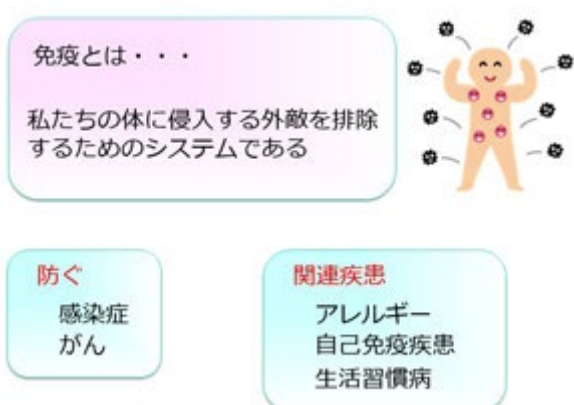 免疫とは・・・
私たちの体に侵入する外敵を排除
するためのシステムである
防ぐ
感染症
がん
関連疾患
アレルギー
自己免疫疾患
生活習慣病